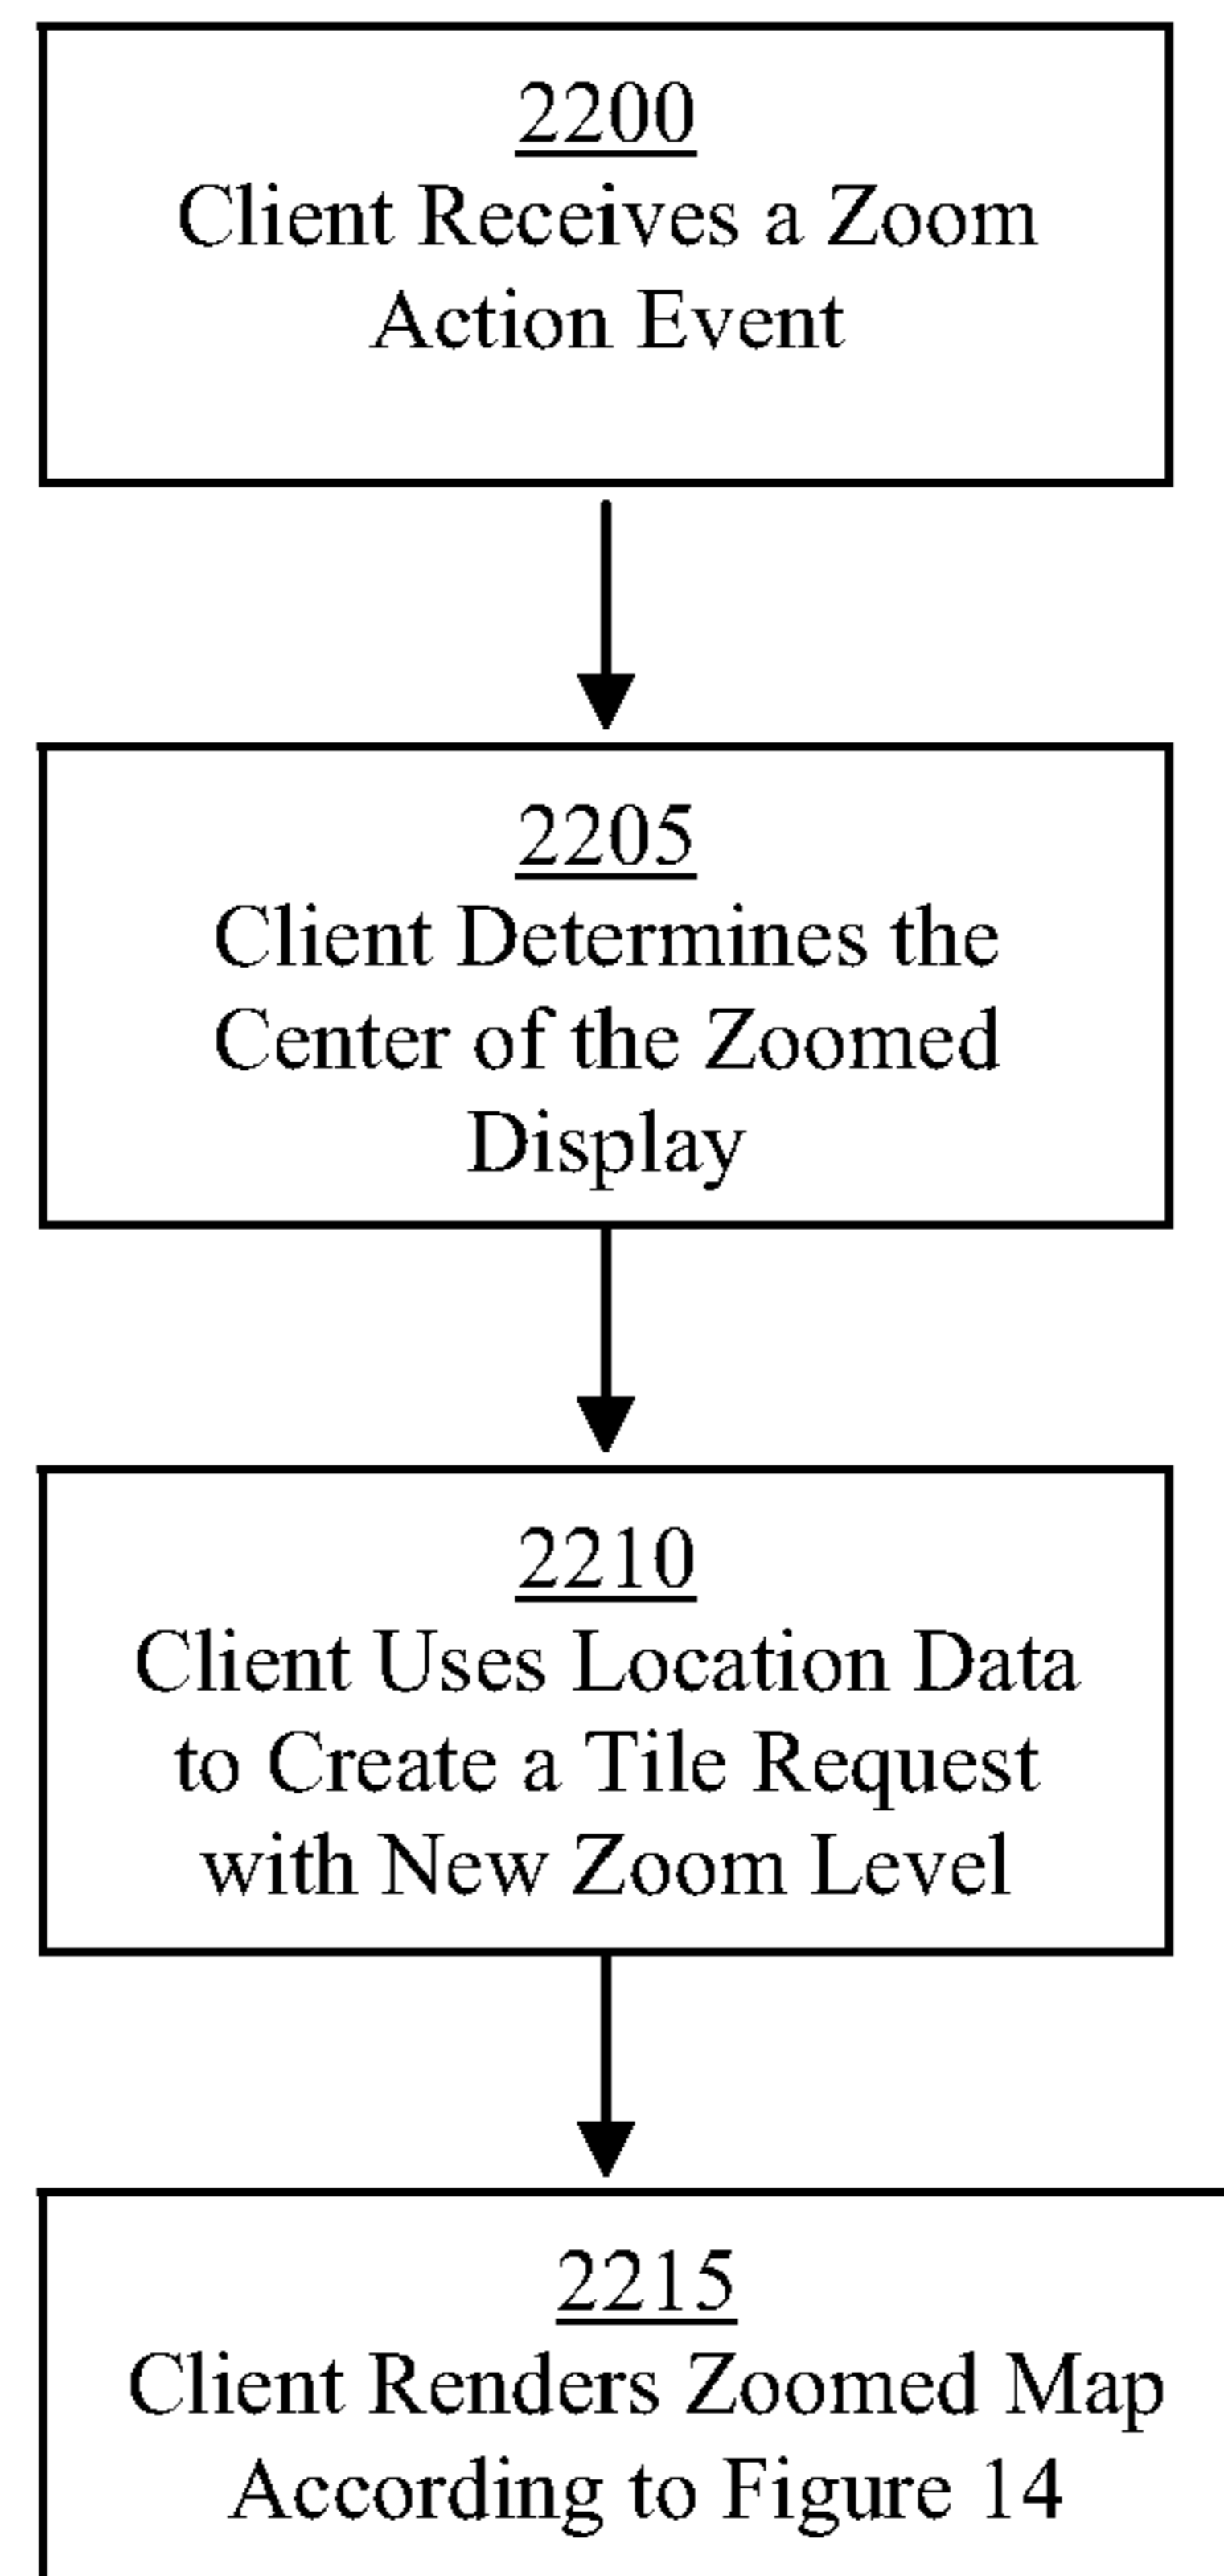 2200
Client Receives a Zoom
Action Event
2205
Client Determines the
Center of the Zoomed
Display
2210
Client Uses Location Data
to Create a Tile Request
with New Zoom Level
2215
Client Renders Zoomed Map
According to Figure 14